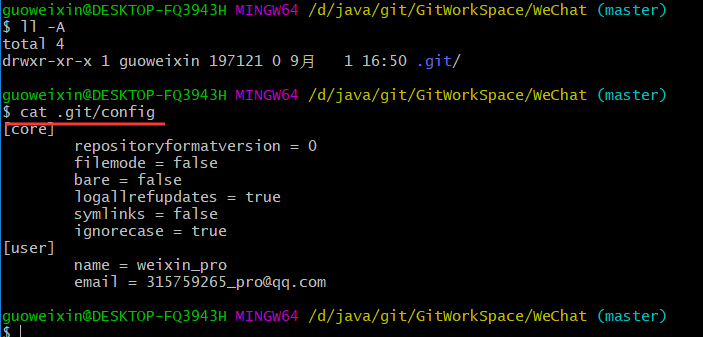 guoweixin@DESKTOP-FQ3943H MINGW64 /d/java/git/GitWorkSpace/WeChat (master)
$ ll -A
total 4
drwxr-xr-x 1 guoweixin 197121 0 9月   1 16:50 .git/

guoweixin@DESKTOP-FQ3943H MINGW64 /d/java/git/GitWorkSpace/WeChat (master)
$ cat .git/config
[core]
        repositoryformatversion = 0
        filemode = false
        bare = false
        logallrefupdates = true
        symlinks = false
        ignorecase = true
[user]
        name = weixin_pro
        email = 315759265_pro@qq.com

guoweixin@DESKTOP-FQ3943H MINGW64 /d/java/git/GitWorkSpace/WeChat (master)
$